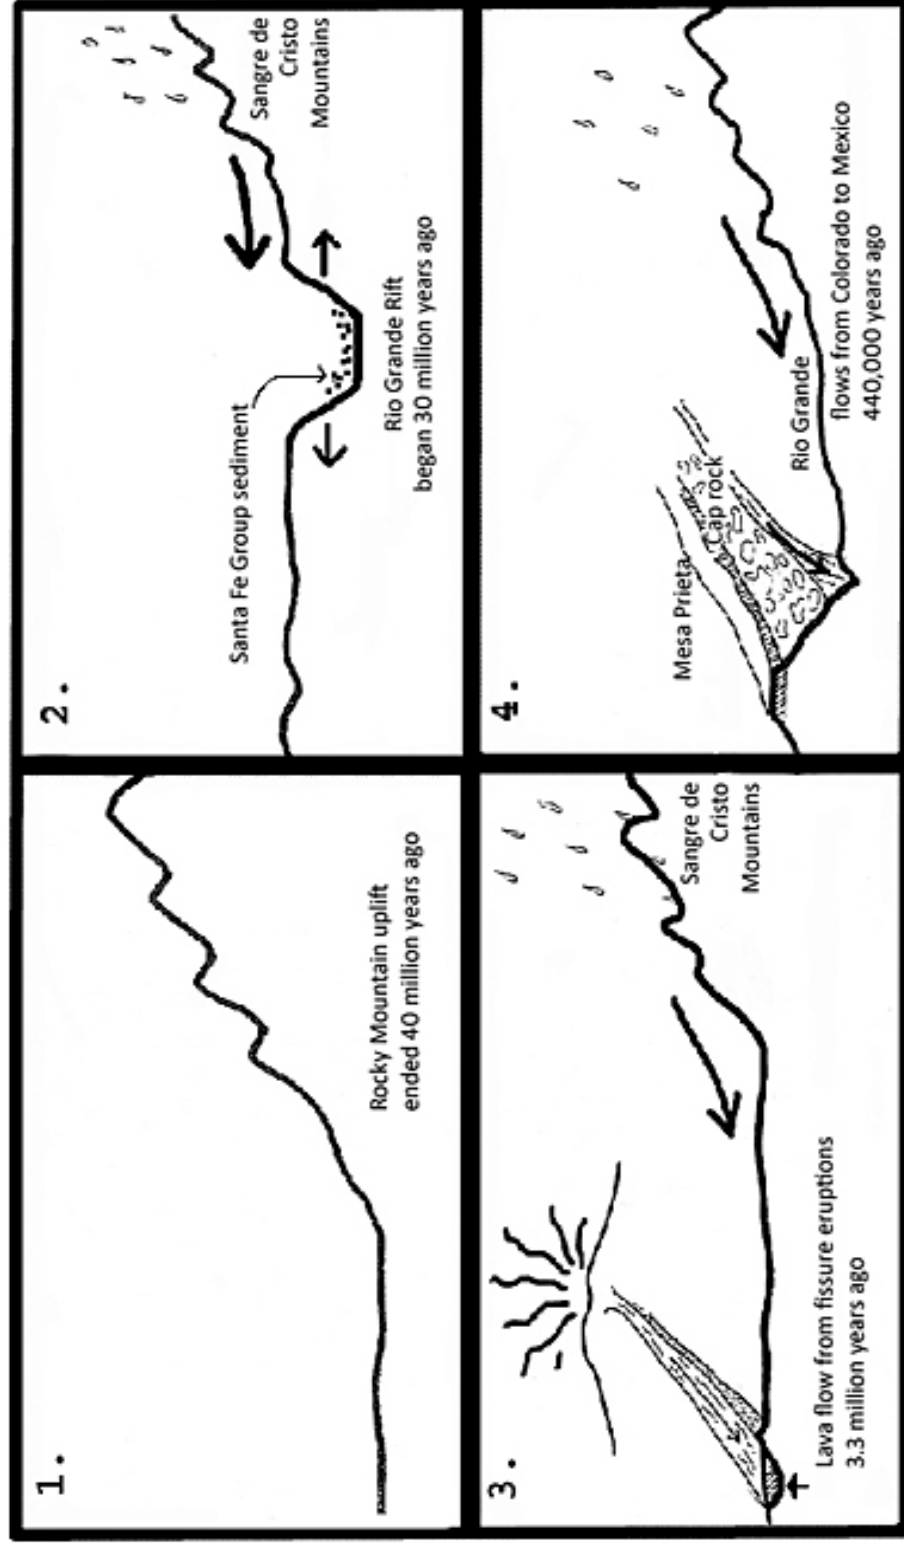 1.
Rocky Mountain uplift
ended 40 million years ago
2.
Sangre de
Cristo
Mountains
Santa Fe Group sediment
Rio Grande Rift
began 30 million years ago
3.
Sangre de
Cristo
Mountains
Lava flow from fissure eruptions
3.3 million years ago
4.
Mesa Prieta
Cap rock
Rio Grande
flows from Colorado to Mexico
440,000 years ago